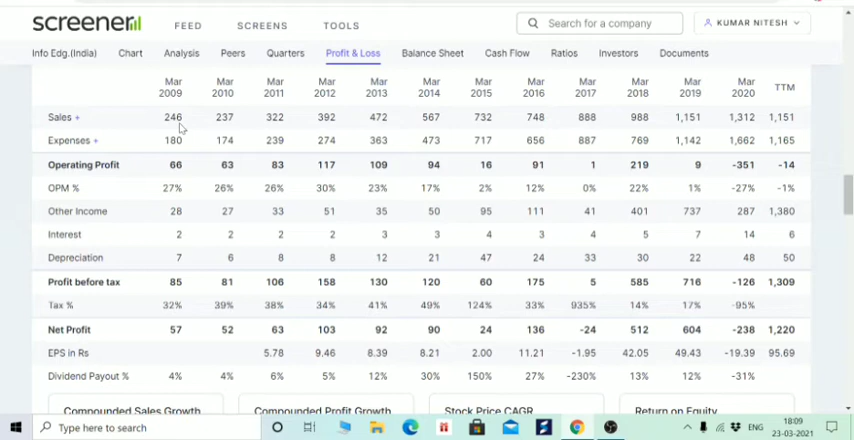 screener FEED SCREENS TOOLS Search for a company KUMAR NITESH
Info Edg.(India) Chart Analysis Peers Quarters Profit & Loss Balance Sheet Cash Flow Ratios Investors Documents
Mar Mar Mar Mar Mar Mar Mar Mar Mar Mar Mar Mar
2009 2010 2011 2012 2013 2014 2015 2016 2017 2018 2019 2020 TTM
Sales + 246 237 322 392 472 567 732 748 888 988 1,151 1,312 1,151
Expenses + 180 174 239 274 363 473 717 656 887 769 1,142 1,662 1,165
Operating Profit 66 63 83 117 109 94 16 91 1 219 9 -351 -14
OPM % 27% 26% 26% 30% 23% 17% 2% 12% 0% 22% 1% -27% -1%
Other Income 28 27 33 51 35 50 95 111 41 401 737 287 1,380
Interest 2 2 2 2 3 3 4 3 4 5 7 14 6
Depreciation 7 6 8 8 12 21 47 24 33 30 22 48 50
Profit before tax 85 81 106 158 130 120 60 175 5 585 716 -126 1,309
Tax % 32% 39% 38% 34% 41% 49% 124% 33% 935% 14% 17% -95%
Net Profit 57 52 63 103 92 90 24 136 -24 512 604 -238 1,220
EPS in Rs 5.78 9.46 8.39 8.21 2.00 11.21 -1.95 42.05 49.43 -19.39 95.69
Dividend Payout % 4% 4% 6% 5% 12% 30% 150% 27% -230% 13% 12% -31%
Compounded Sales Growth Compounded Profit Growth Stock Price CAGR Return on Equity
Type here to search ENG 18:09
23-03-2021